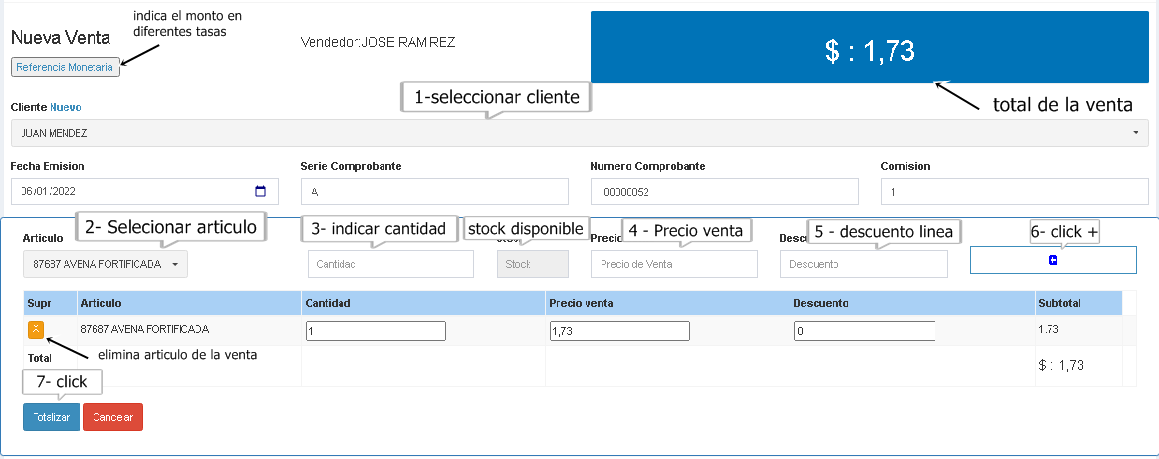 indica el monto en
diferentes tasas
Nueva Venta
Vendedor:JOSE RAMIREZ
$ : 1,73
Referencia Monetaria
1-seleccionar cliente
total de la venta
Cliente Nuevo
JUAN MENDEZ
Fecha Emision
Serie Comprobante
Numero Comprobante
Comision
06/01/2022
A
00000052
1
2- Selecionar articulo
3- indicar cantidad
stock disponible
4 - Precio venta
5 - descuento linea
6- click +
Articulo
87687 AVENA FORTIFICADA
Cantidad
Stock
Precio de Venta
Descuento
Supr
Articulo
Cantidad
Precio venta
Descuento
Subtotal
87687 AVENA FORTIFICADA
1
1,73
0
1.73
elimina articulo de la venta
Total
$ : 1,73
7- click
Totalizar
Cancelar